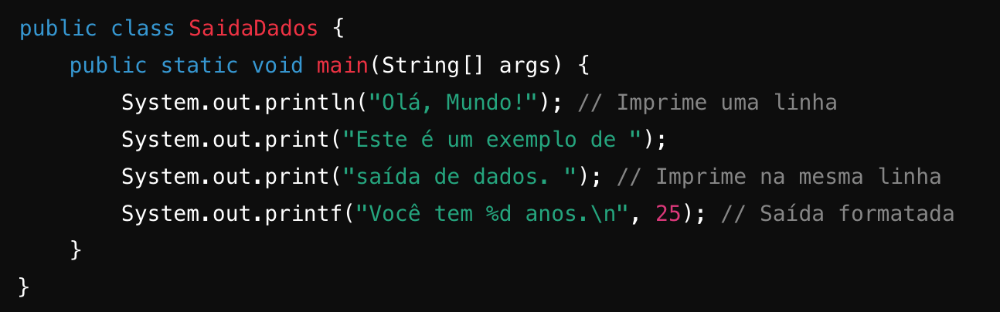 public class SaidaDados {
    public static void main(String[] args) {
        System.out.println("Olá, Mundo!"); // Imprime uma linha
        System.out.print("Este é um exemplo de ");
        System.out.print("saída de dados. "); // Imprime na mesma linha
        System.out.printf("Você tem %d anos.\n", 25); // Saída formatada
    }
}